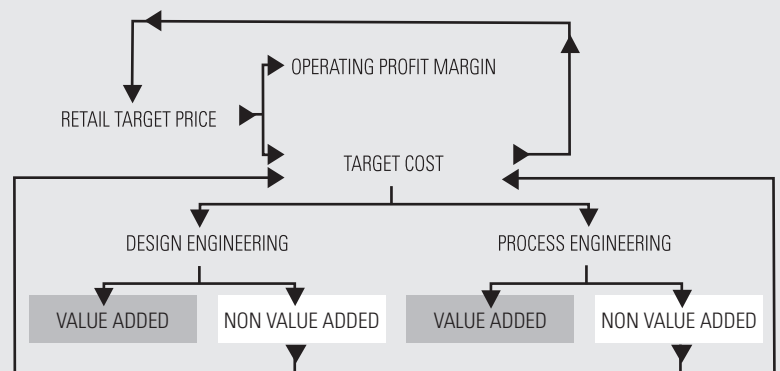 OPERATING PROFIT MARGIN
RETAIL TARGET PRICE
TARGET COST
DESIGN ENGINEERING
PROCESS ENGINEERING
VALUE ADDED
NON VALUE ADDED
VALUE ADDED
NON VALUE ADDED